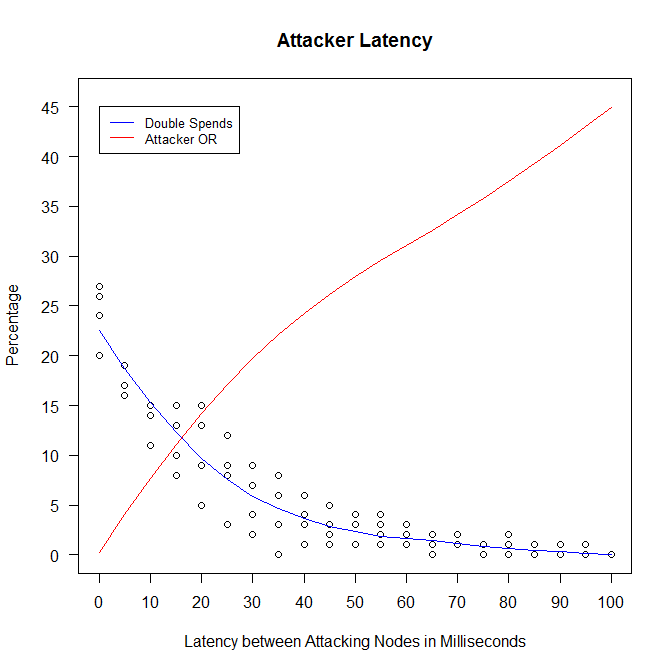 Attacker Latency
Double Spends
Attacker OR
Percentage
45
40
35
30
25
20
15
10
5
0
0 10 20 30 40 50 60 70 80 90 100
Latency between Attacking Nodes in Milliseconds